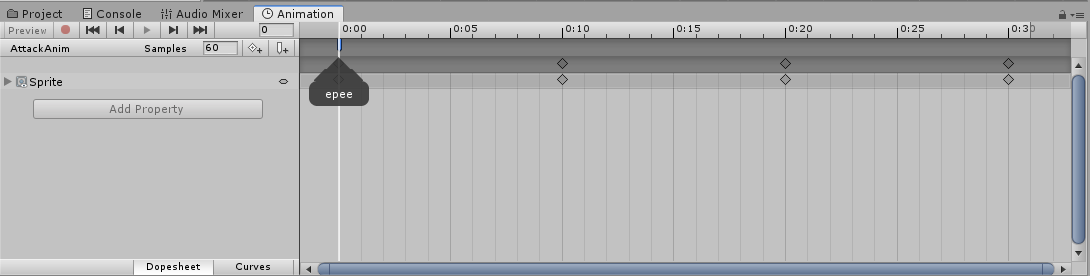 Project Console Audio Mixer Animation
Preview 0 0:00 0:05 0:10 0:15 0:20 0:25 0:30
AttackAnim Samples 60
Sprite
epee
Add Property
Dopesheet Curves